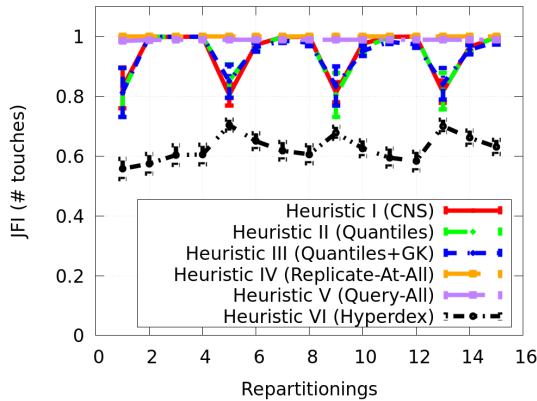 JFI (# touches)
1
0.8
0.6
0.4
0.2
0
Heuristic I (CNS)
Heuristic II (Quantiles)
Heuristic III (Quantiles+GK)
Heuristic IV (Replicate-At-All)
Heuristic V (Query-All)
Heuristic VI (Hyperdex)
0 2 4 6 8 10 12 14 16
Repartitionings